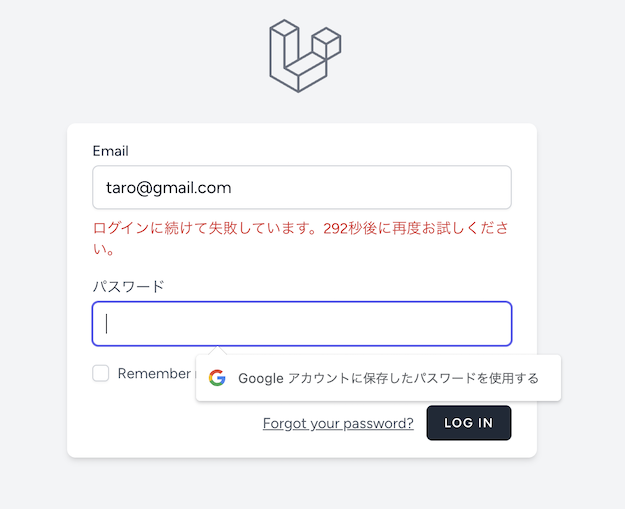 Email
taro@gmail.com
ログインに続けて失敗しています。292秒後に再度お試しくださ
い。
パスワード
Remember
Google アカウントに保存したパスワードを使用する
Forgot your password?
LOG IN